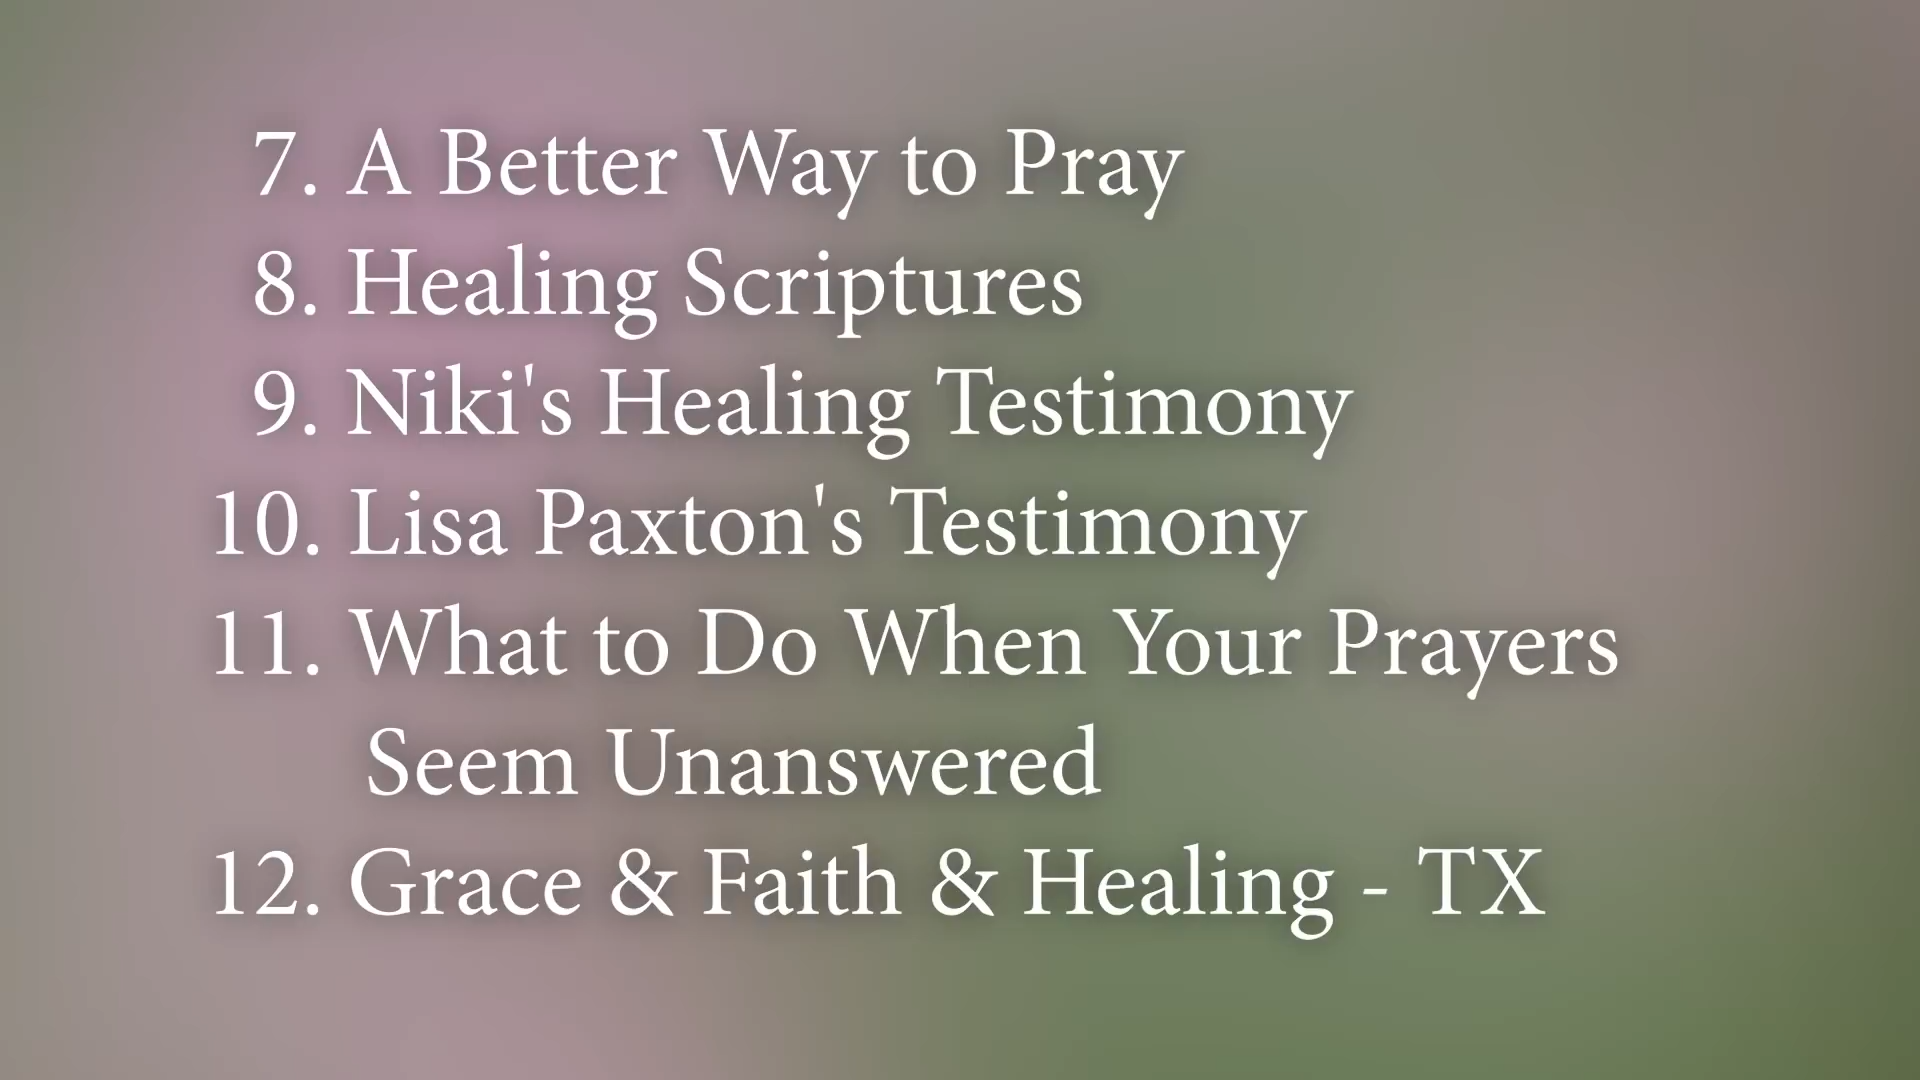 7. A Better Way to Pray
8. Healing Scriptures
9. Niki's Healing Testimony
10. Lisa Paxton's Testimony
11. What to Do When Your Prayers
Seem Unanswered
12. Grace & Faith & Healing - TX